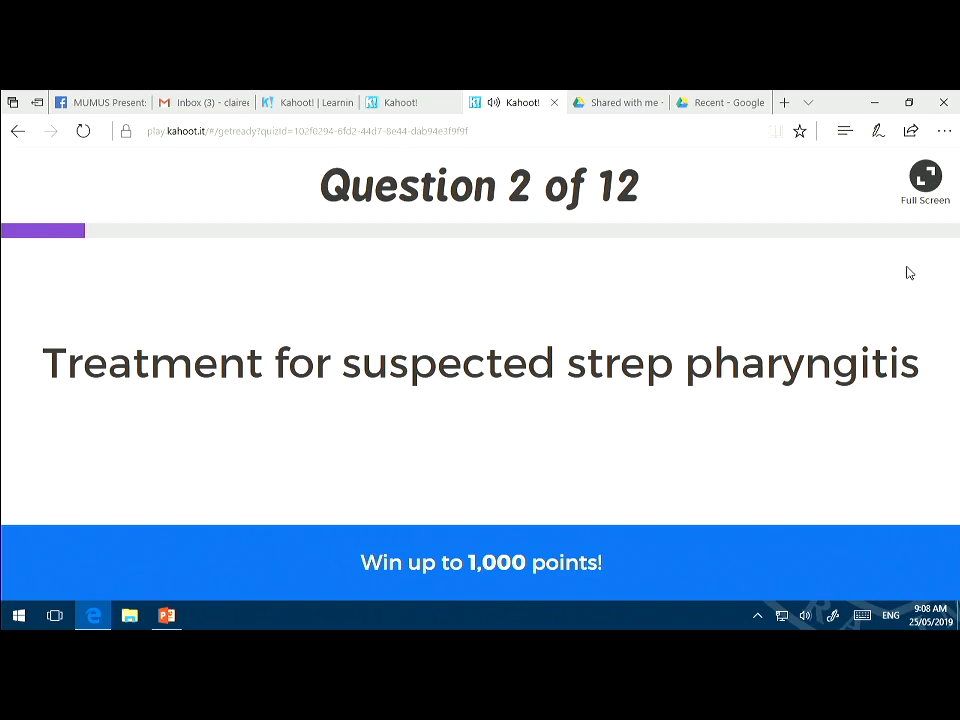 MUMUS Present:
Inbox (3) - claire
Kahoot! | Learnin
Kahoot!
Kahoot!
Shared with me -
Recent - Google
play.kahoot.it/#/getready?quizId=102f0294-6fd2-44d7-8e44-dab94e3f9f9f
Question 2 of 12
Full Screen
Treatment for suspected strep pharyngitis
Win up to 1,000 points!
ENG
9:08 AM
25/05/2019